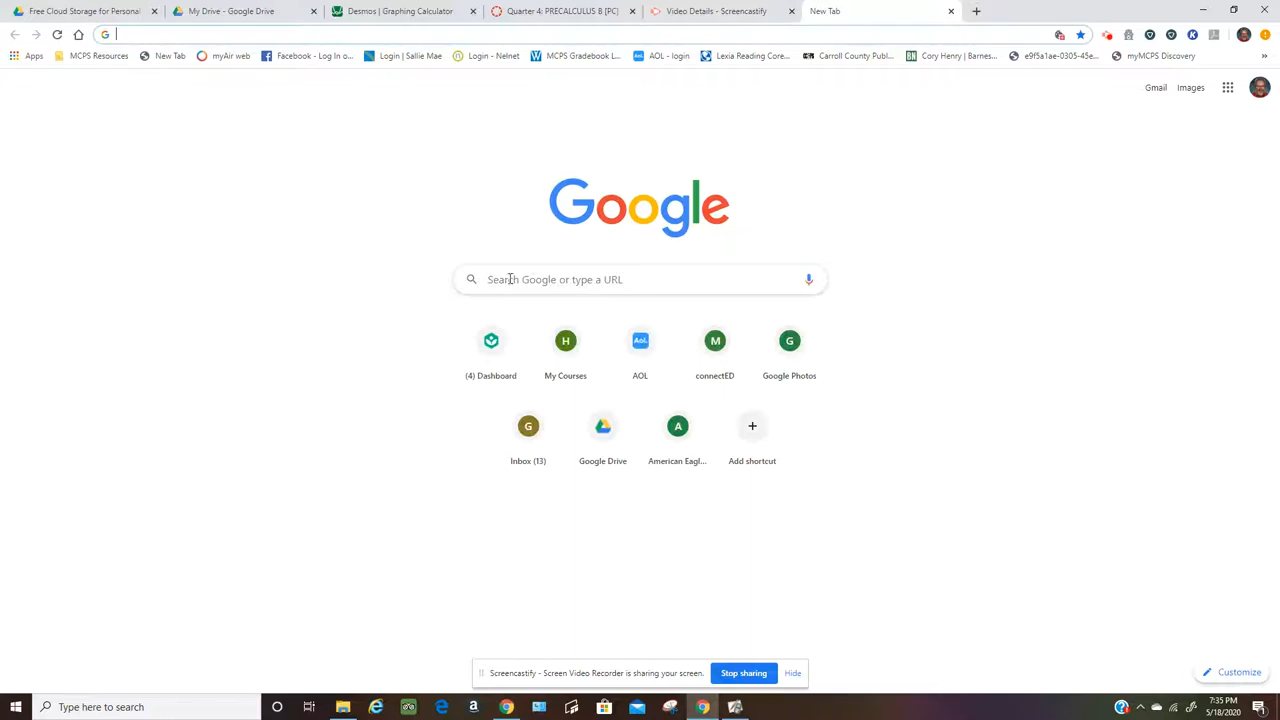 Free Cloud Storage for Personal
My Drive - Google Drive
Desmos | Graphing Calculator
Quarter 4: PRECALCULUS B [PC]
Video Details - Screencastify
New Tab
Apps
MCPS Resources
New Tab
myAir web
Facebook - Log In o...
Login | Sallie Mae
Login - Nelnet
MCPS Gradebook L...
AOL - login
Lexia Reading Core...
Carroll County Publ...
Cory Henry | Barnes...
e9f5a1ae-0305-45e...
myMCPS Discovery
»
Gmail
Images
Google
Search Google or type a URL
(4) Dashboard
My Courses
AOL
connectED
Google Photos
Inbox (13)
Google Drive
American Eagl...
Add shortcut
Screencastify - Screen Video Recorder is sharing your screen.
Stop sharing
Hide
Customize
Type here to search
7:35 PM
5/18/2020